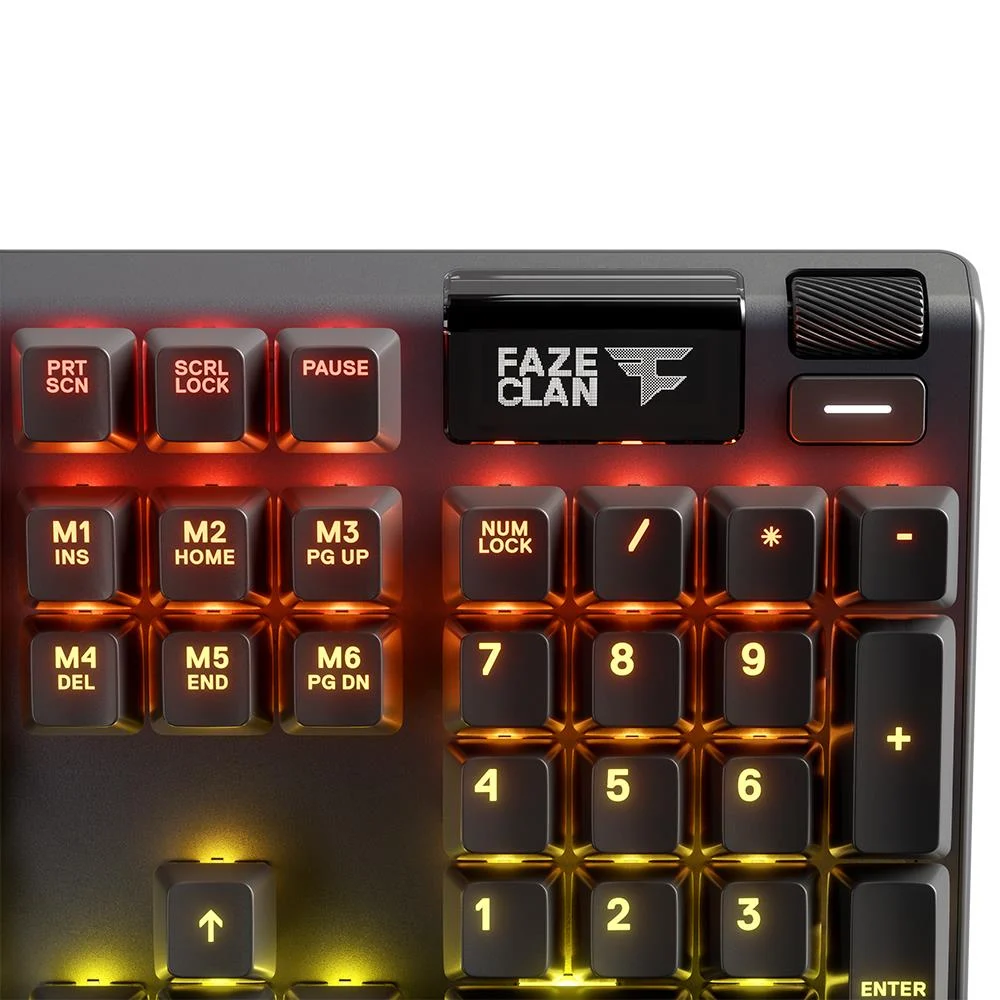 FAZE
CLAN
PRT
SCN
SCRL
LOCK
PAUSE
M1
INS
M2
HOME
M3
PG UP
NUM
LOCK
/
*
-
M4
DEL
M5
END
M6
PG DN
7
8
9
+
4
5
6
↑
1
2
3
ENTER